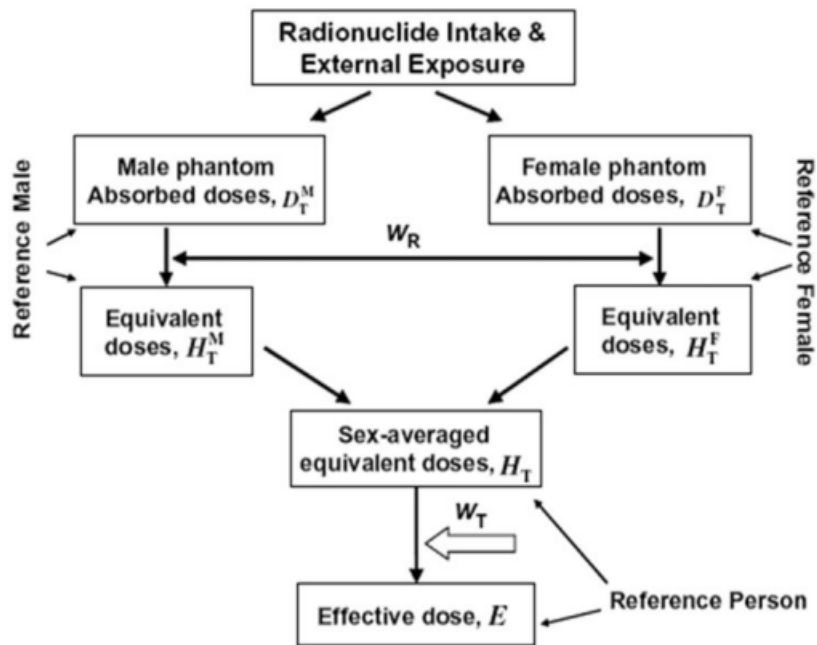 Radionuclide Intake &
External Exposure
Male phantom
Absorbed doses, D_T^M
Female phantom
Absorbed doses, D_T^F
Reference Male
Reference Female
W_R
Equivalent
doses, H_T^M
Equivalent
doses, H_T^F
Sex-averaged
equivalent doses, H_T
W_T
Effective dose, E
Reference Person